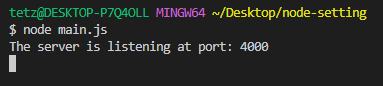 tetz@DESKTOP-P7Q4OLL MINGW64 ~/Desktop/node-setting
$ node main.js
The server is listening at port: 4000